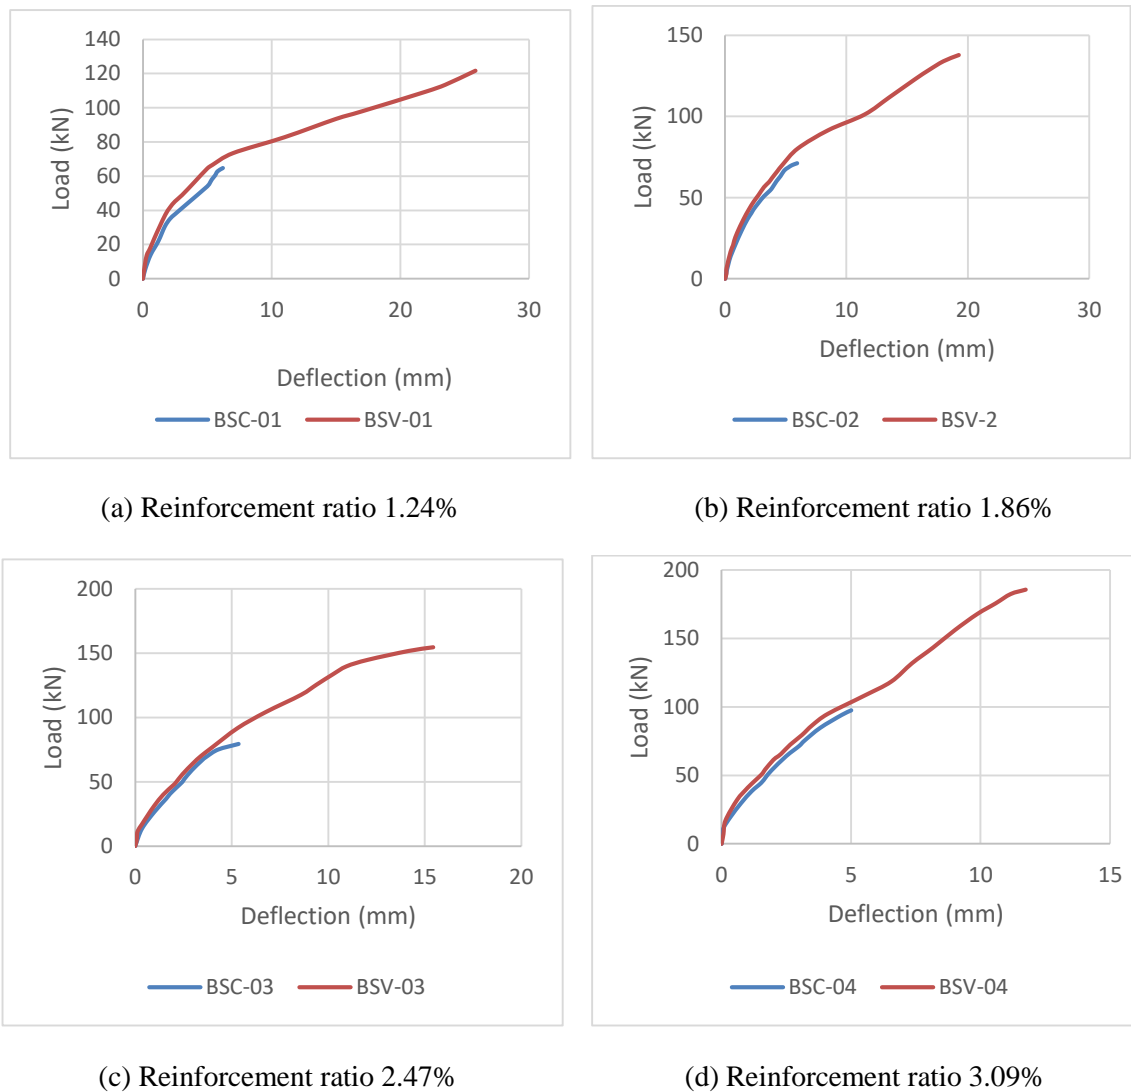 140
120
100
80
60
40
20
0
Load (kN)
0 10 20 30
Deflection (mm)
BSC-01 BSV-01
150
100
50
0
Load (kN)
0 10 20 30
Deflection (mm)
BSC-02 BSV-2
(a) Reinforcement ratio 1.24%
(b) Reinforcement ratio 1.86%
200
150
100
50
0
Load (kN)
0 5 10 15 20
Deflection (mm)
BSC-03 BSV-03
200
150
100
50
0
Load (kN)
0 5 10 15
Deflection (mm)
BSC-04 BSV-04
(c) Reinforcement ratio 2.47%
(d) Reinforcement ratio 3.09%